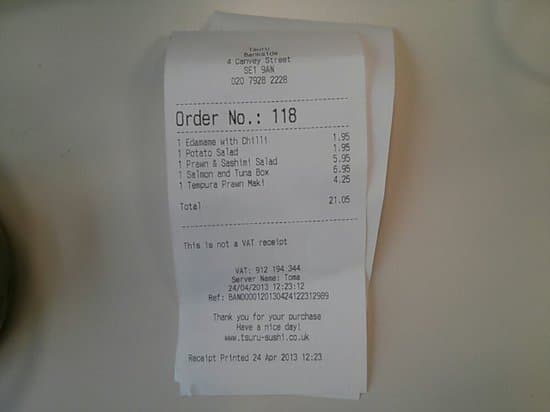 Tsuru
Bankside
4 Canvey Street
SE1 9AN
020 7928 2228
Order No.: 118
1 Edamame with Chilli 1.95
1 Potato Salad 1.95
1 Prawn & Sashimi Salad 5.95
1 Salmon and Tuna Box 6.95
1 Tempura Prawn Maki 4.25
Total 21.05
This is not a VAT receipt
VAT: 912 194 344
Server Name: Toma
24/04/2013 12:23:12
Ref: BAN0000120130424122312989
Thank you for your purchase
Have a nice day!
www.tsuru-sushi.co.uk
Receipt Printed 24 Apr 2013 12:23